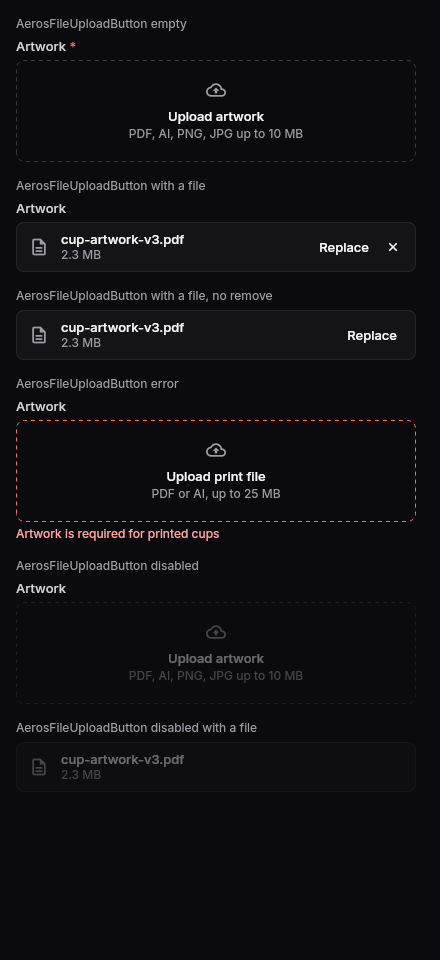 AerosFileUploadButton empty
Artwork *
Upload artwork
PDF, AI, PNG, JPG up to 10 MB
AerosFileUploadButton with a file
Artwork
cup-artwork-v3.pdf
2.3 MB
Replace
AerosFileUploadButton with a file, no remove
cup-artwork-v3.pdf
2.3 MB
Replace
AerosFileUploadButton error
Artwork
Upload print file
PDF or AI, up to 25 MB
Artwork is required for printed cups
AerosFileUploadButton disabled
Artwork
Upload artwork
PDF, AI, PNG, JPG up to 10 MB
AerosFileUploadButton disabled with a file
cup-artwork-v3.pdf
2.3 MB